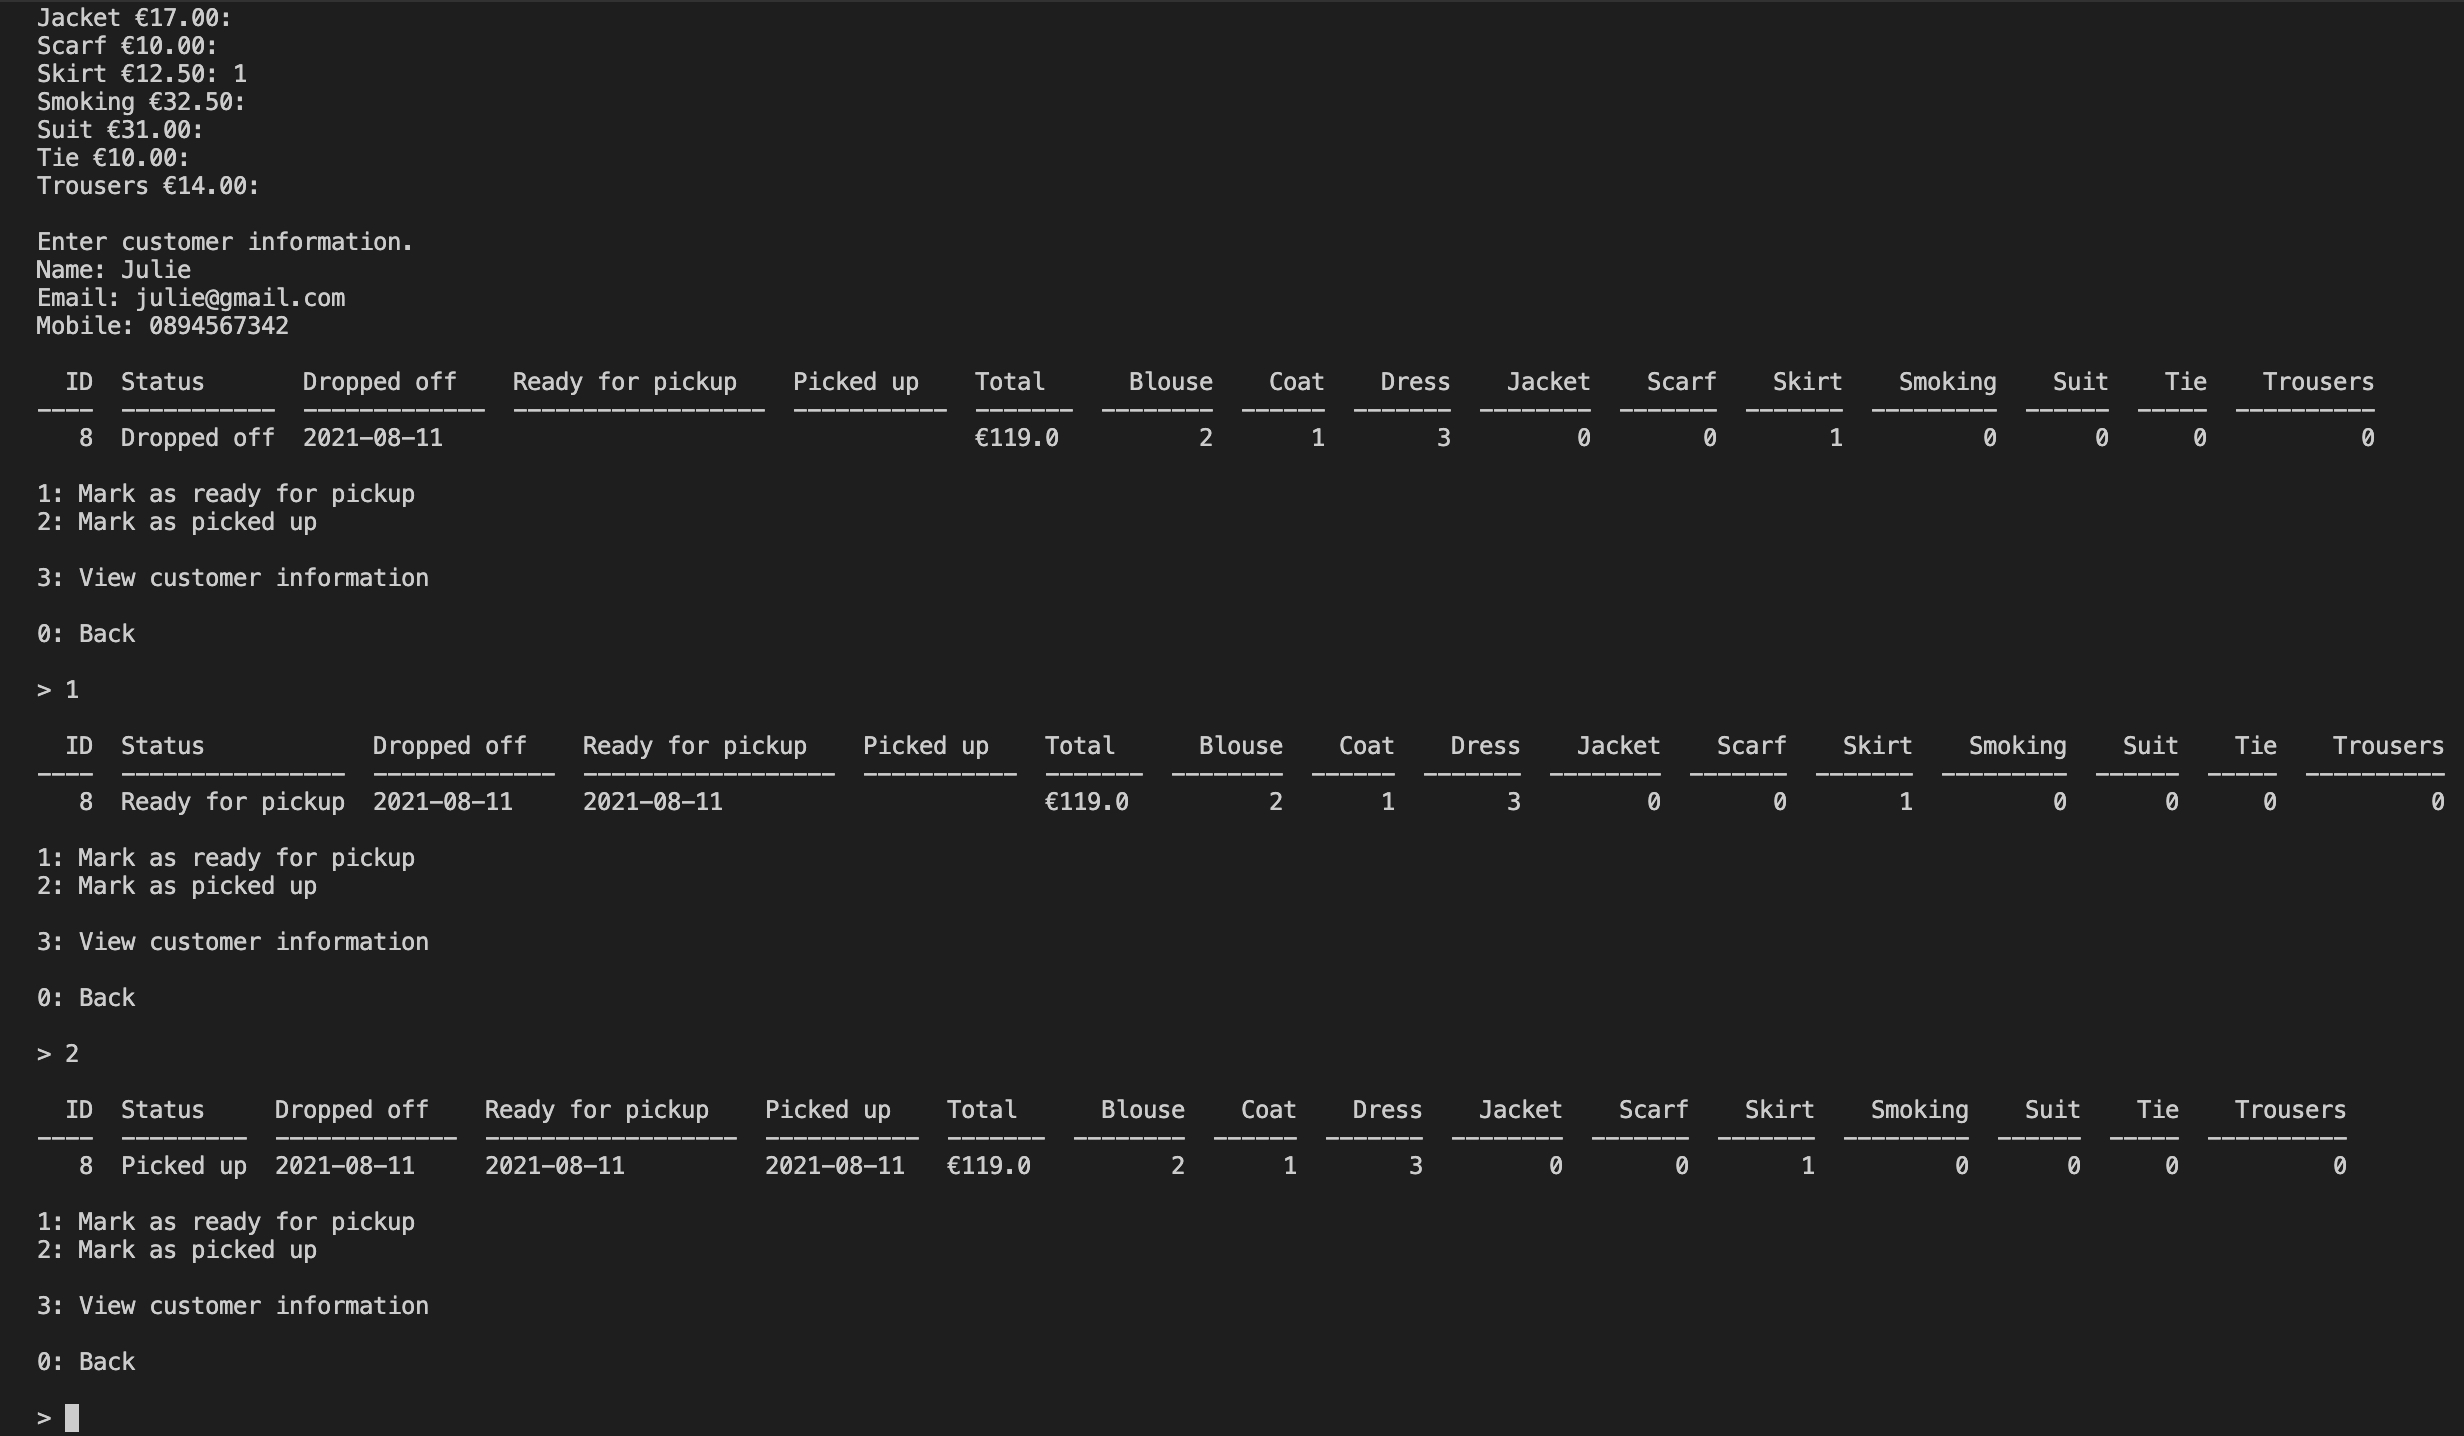 Jacket €17.00:
Scarf €10.00:
Skirt €12.50: 1
Smoking €32.50:
Suit €31.00:
Tie €10.00:
Trousers €14.00:
Enter customer information.
Name: Julie
Email: julie@gmail.com
Mobile: 0894567342
ID  Status       Dropped off    Ready for pickup    Picked up    Total      Blouse    Coat    Dress    Jacket    Scarf    Skirt    Smoking    Suit    Tie    Trousers
----  -----------  -------------  ------------------  -----------  -------  --------  ------  -------  --------  -------  -------  ---------  ------  -----  ----------
8  Dropped off  2021-08-11                                      €119.0          2       1        3         0        0        1          0       0      0           0
1: Mark as ready for pickup
2: Mark as picked up
3: View customer information
0: Back
> 1
ID  Status            Dropped off    Ready for pickup    Picked up    Total      Blouse    Coat    Dress    Jacket    Scarf    Skirt    Smoking    Suit    Tie    Trousers
----  ----------------  -------------  ------------------  -----------  -------  --------  ------  -------  --------  -------  -------  ---------  ------  -----  ----------
8  Ready for pickup  2021-08-11     2021-08-11                       €119.0          2       1        3         0        0        1          0       0      0           0
1: Mark as ready for pickup
2: Mark as picked up
3: View customer information
0: Back
> 2
ID  Status     Dropped off    Ready for pickup    Picked up    Total      Blouse    Coat    Dress    Jacket    Scarf    Skirt    Smoking    Suit    Tie    Trousers
----  ---------  -------------  ------------------  -----------  -------  --------  ------  -------  --------  -------  -------  ---------  ------  -----  ----------
8  Picked up  2021-08-11     2021-08-11          2021-08-11   €119.0          2       1        3         0        0        1          0       0      0           0
1: Mark as ready for pickup
2: Mark as picked up
3: View customer information
0: Back
>